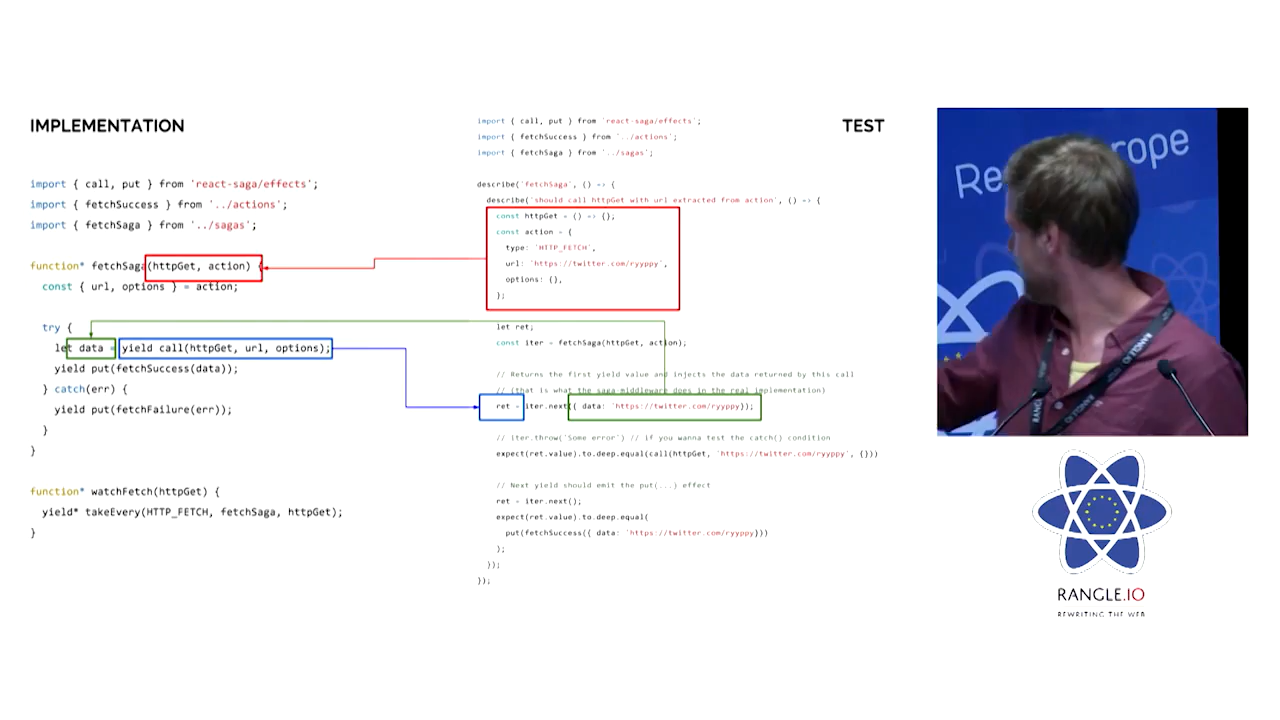 IMPLEMENTATION
import { call, put } from 'react-saga/effects';
import { fetchSuccess } from '../actions';
import { fetchSaga } from '../sagas';
function* fetchSaga(httpGet, action) {
const { url, options } = action;
try {
let data = yield call(httpGet, url, options);
yield put(fetchSuccess(data));
} catch(err) {
yield put(fetchFailure(err));
}
}
function* watchFetch(httpGet) {
yield* takeEvery(HTTP_FETCH, fetchSaga, httpGet);
}
TEST
import { call, put } from 'react-saga/effects';
import { fetchSuccess } from '../actions';
import { fetchSaga } from '../sagas';
describe('fetchSaga', () => {
describe('should call httpGet with url extracted from action', () => {
const httpGet = () => {};
const action = {
type: 'HTTP_FETCH',
url: 'https://twitter.com/ryyppy',
options: {},
};
let ret;
const iter = fetchSaga(httpGet, action);
// Returns the first yield value and injects the data returned by this call
// (that is what the saga middleware does in the real implementation)
ret = iter.next({ data: 'https://twitter.com/ryyppy'});
// iter.throw('Some error') // if you wanna test the catch() condition
expect(ret.value).to.deep.equal(call(httpGet, 'https://twitter.com/ryyppy', {}))
// Next yield should emit the put(...) effect
ret = iter.next();
expect(ret.value).to.deep.equal(
put(fetchSuccess({ data: 'https://twitter.com/ryyppy'}))
);
});
});
RANGLE.IO
RANGLE.IO
REWRITING THE WEB